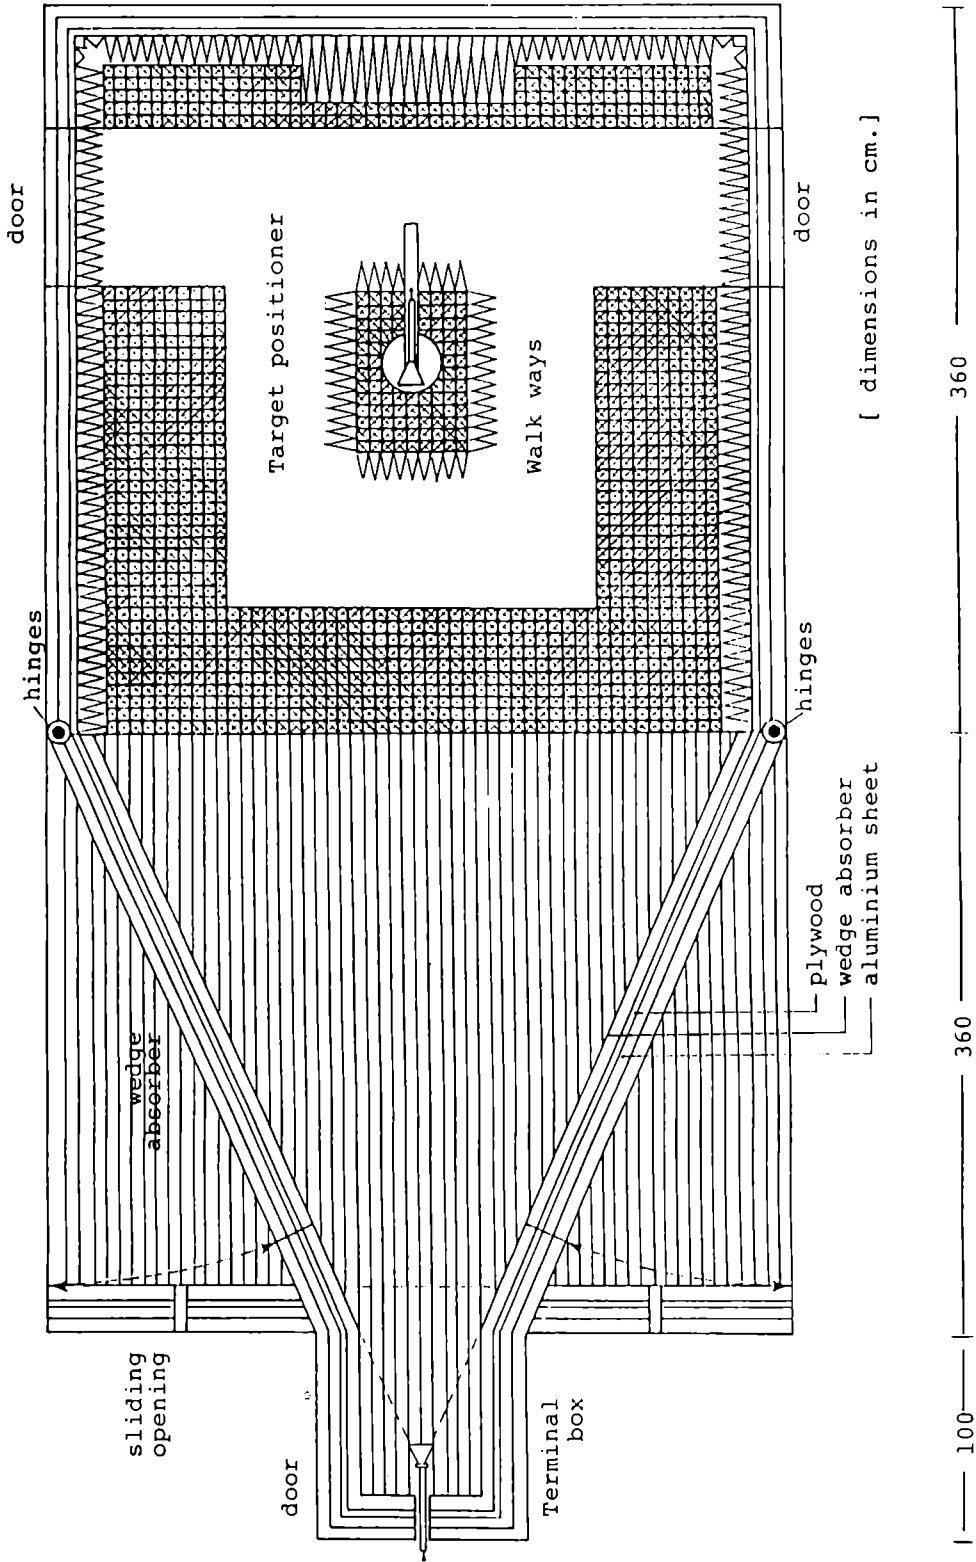 door
Target positioner
Walk ways
door
[ dimensions in cm.]
hinges
hinges
wedge
absorber
plywood
wedge absorber
aluminium sheet
sliding
opening
door
Terminal
box
100
360
360